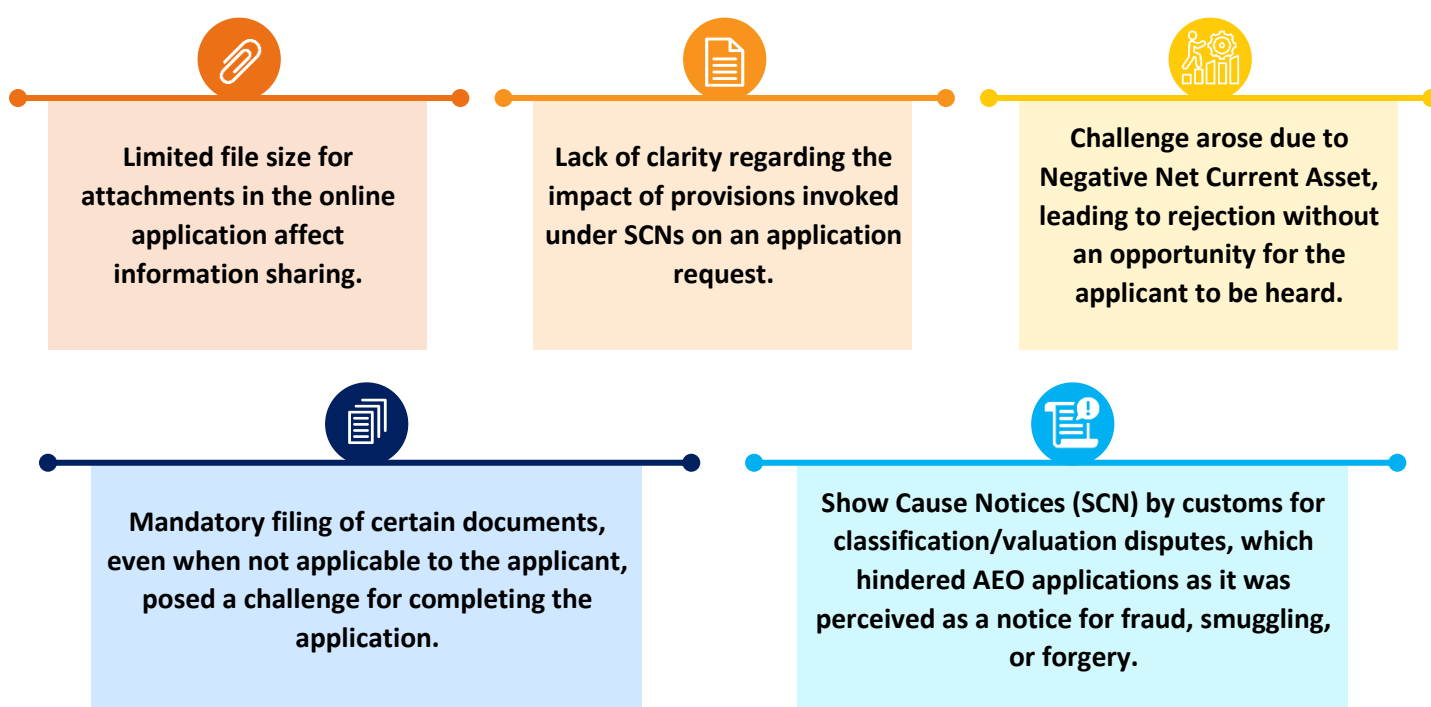 Limited file size for
attachments in the online
application affect
information sharing.
Lack of clarity regarding the
impact of provisions invoked
under SCNs on an application
request.
Challenge arose due to
Negative Net Current Asset,
leading to rejection without
an opportunity for the
applicant to be heard.
Mandatory filing of certain documents,
even when not applicable to the applicant,
posed a challenge for completing the
application.
Show Cause Notices (SCN) by customs for
classification/valuation disputes, which
hindered AEO applications as it was
perceived as a notice for fraud, smuggling,
or forgery.